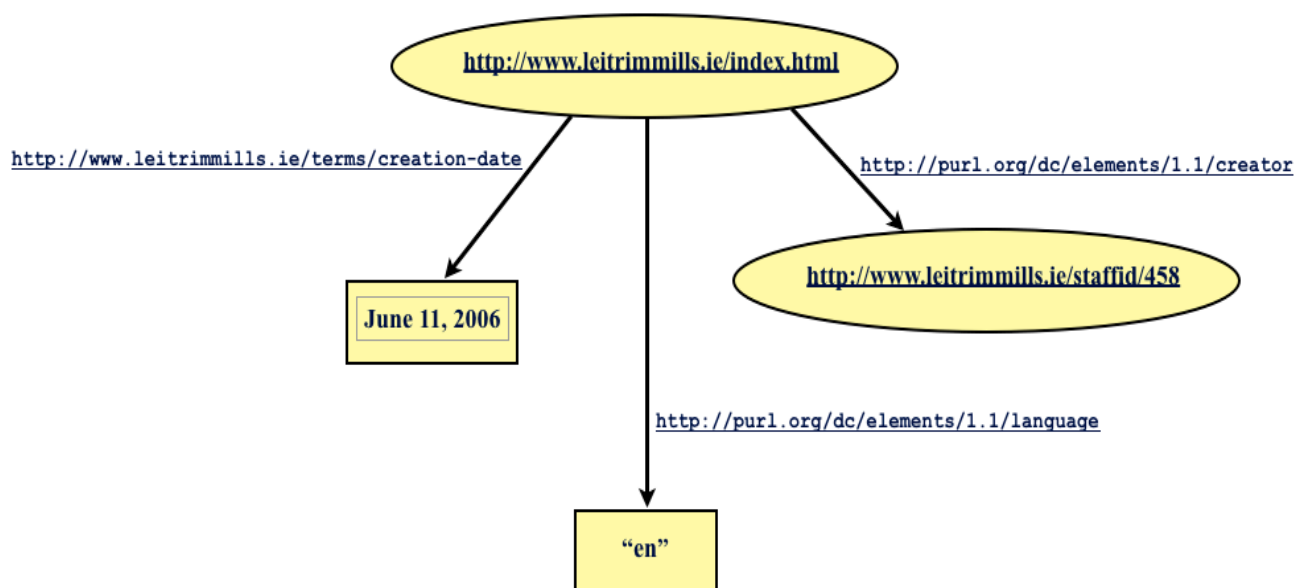 http://www.leitrimmills.ie/index.html
http://www.leitrimmills.ie/terms/creation-date
http://purl.org/dc/elements/1.1/creator
http://www.leitrimmills.ie/staffid/458
June 11, 2006
http://purl.org/dc/elements/1.1/language
“en”